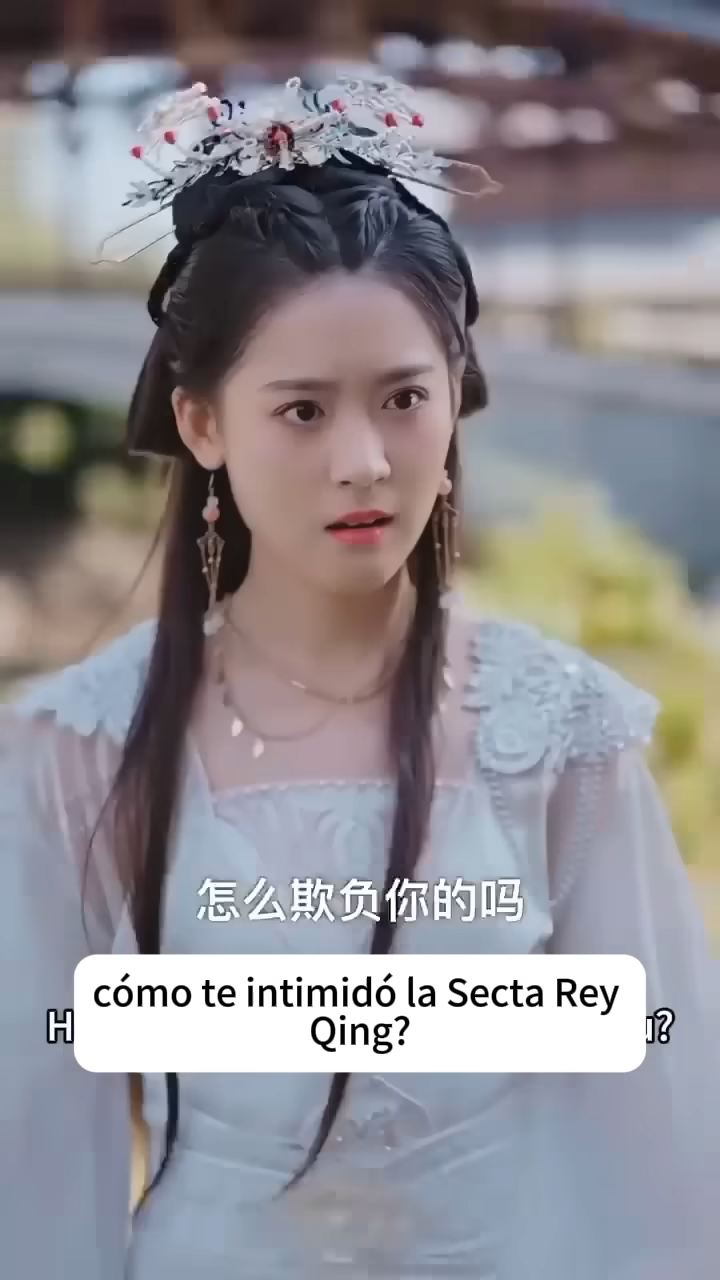 怎么欺负你的吗
cómo te intimidó la Secta Rey
Qing?
H
u?